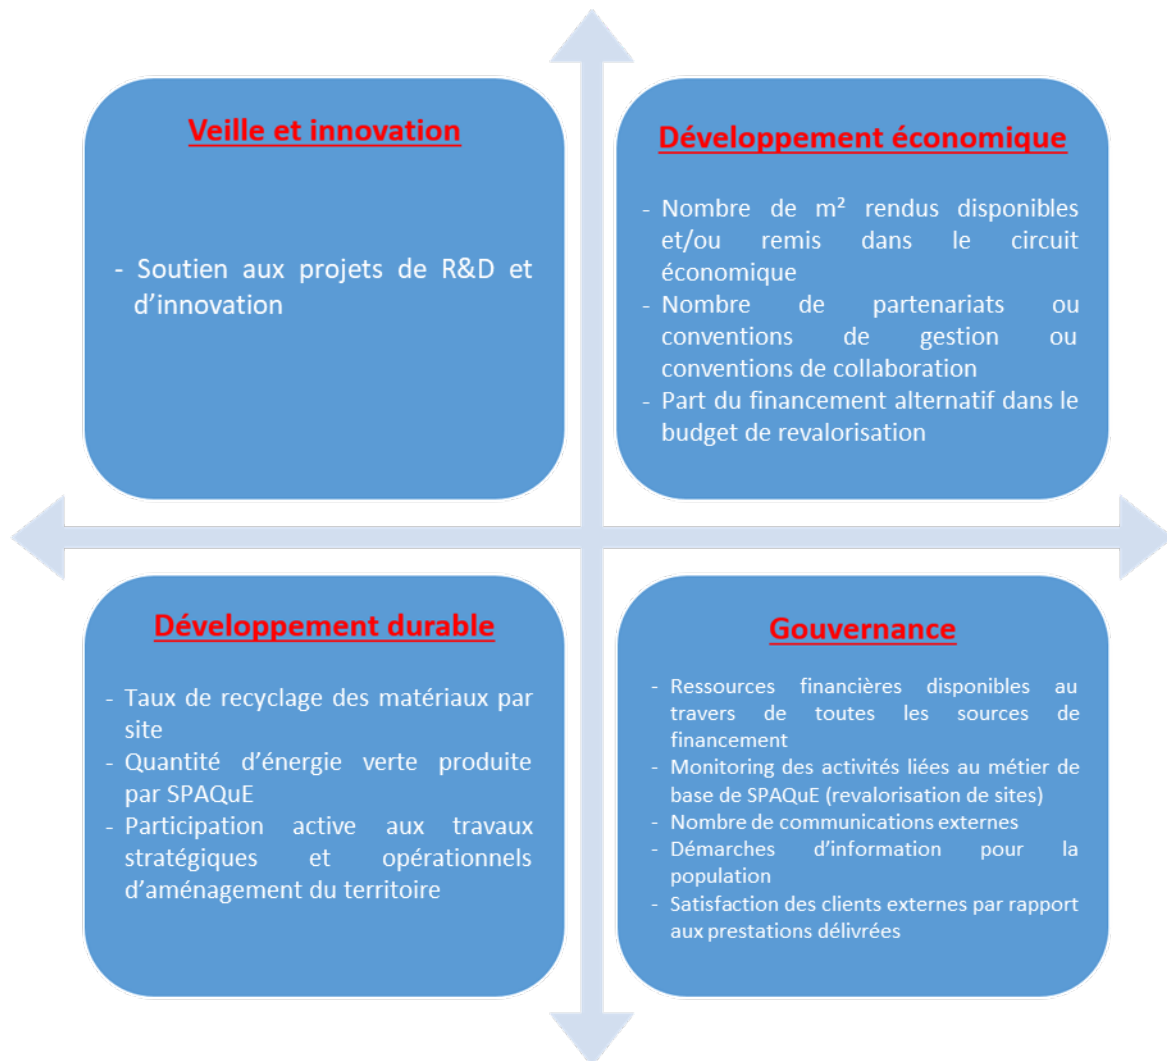 Veille et innovation
- Soutien aux projets de R&D et
d’innovation
Développement économique
- Nombre de m² rendus disponibles
et/ou remis dans le circuit
économique
- Nombre de partenariats ou
conventions de gestion ou
conventions de collaboration
- Part du financement alternatif dans le
budget de revalorisation
Développement durable
- Taux de recyclage des matériaux par
site
- Quantité d’énergie verte produite
par SPAQuE
- Participation active aux travaux
stratégiques et opérationnels
d’aménagement du territoire
Gouvernance
- Ressources financières disponibles au
travers de toutes les sources de
financement
- Monitoring des activités liées au métier de
base de SPAQuE (revalorisation de sites)
- Nombre de communications externes
- Démarches d’information pour la
population
- Satisfaction des clients externes par rapport
aux prestations délivrées